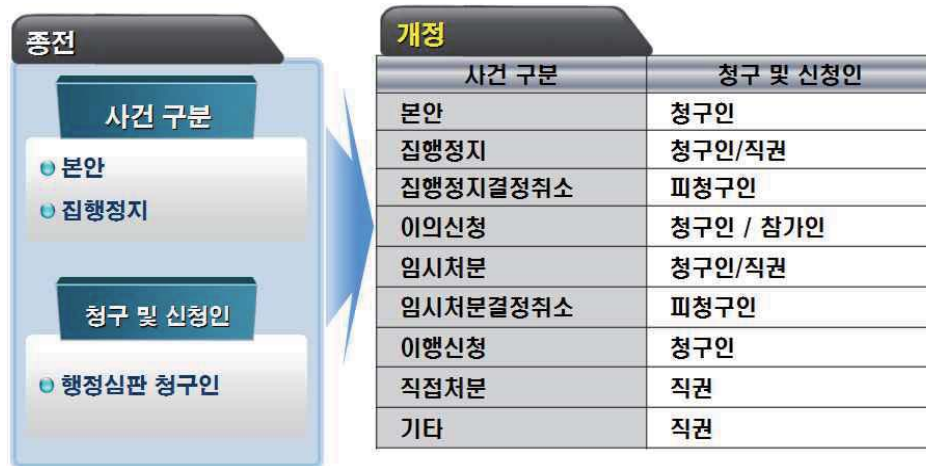 종전
사건 구분
본안
집행정지
청구 및 신청인
행정심판 청구인
개정
사건 구분 청구 및 신청인
본안 청구인
집행정지 청구인/직권
집행정지결정취소 피청구인
이의신청 청구인 / 참가인
임시처분 청구인/직권
임시처분결정취소 피청구인
이행신청 청구인
직접처분 직권
기타 직권